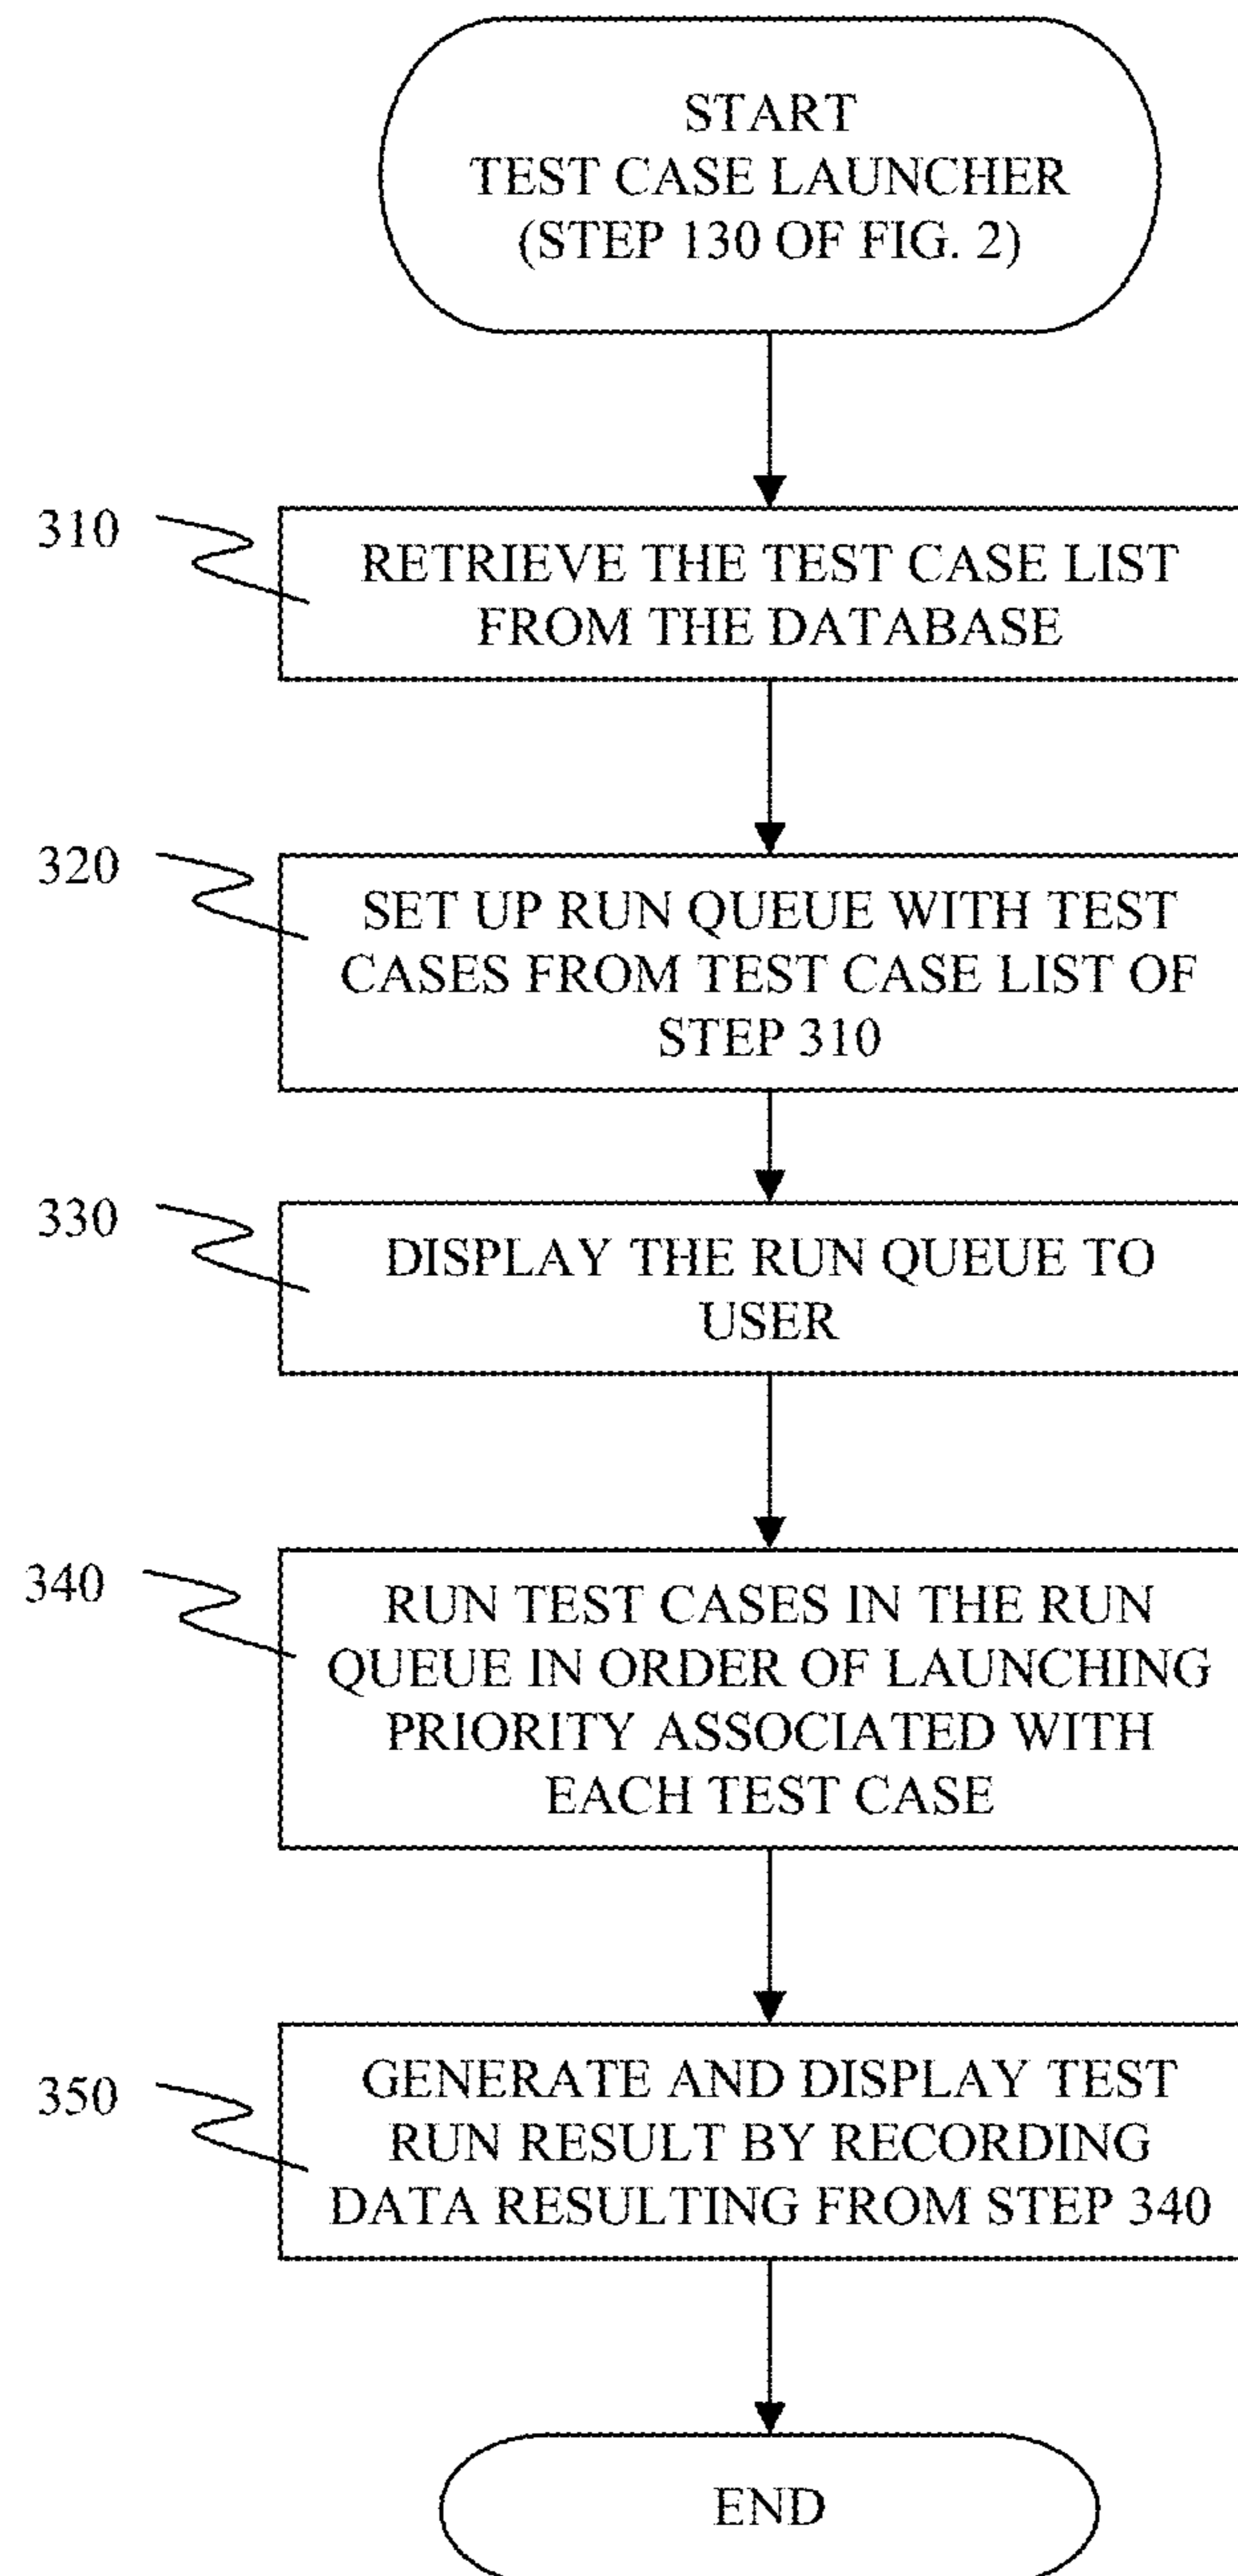 START
TEST CASE LAUNCHER
(STEP 130 OF FIG. 2)
310
RETRIEVE THE TEST CASE LIST
FROM THE DATABASE
320
SET UP RUN QUEUE WITH TEST
CASES FROM TEST CASE LIST OF
STEP 310
330
DISPLAY THE RUN QUEUE TO
USER
340
RUN TEST CASES IN THE RUN
QUEUE IN ORDER OF LAUNCHING
PRIORITY ASSOCIATED WITH
EACH TEST CASE
350
GENERATE AND DISPLAY TEST
RUN RESULT BY RECORDING
DATA RESULTING FROM STEP 340
END